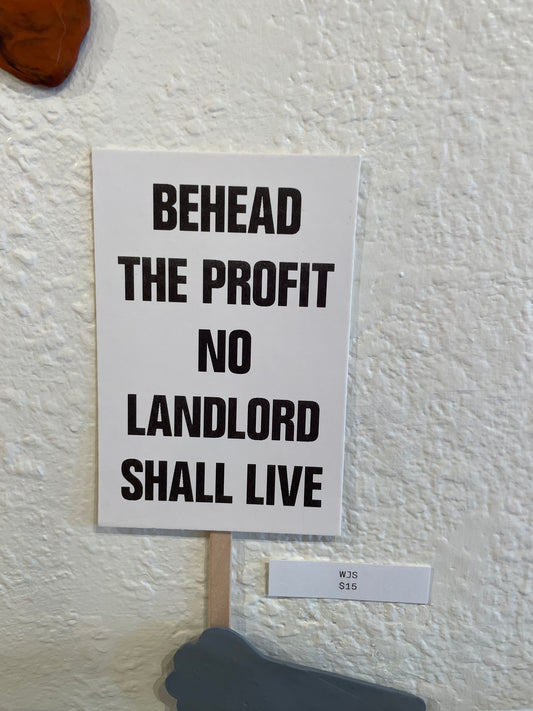 BEHEAD
THE PROFIT
NO
LANDLORD
SHALL LIVE
WJS
$15